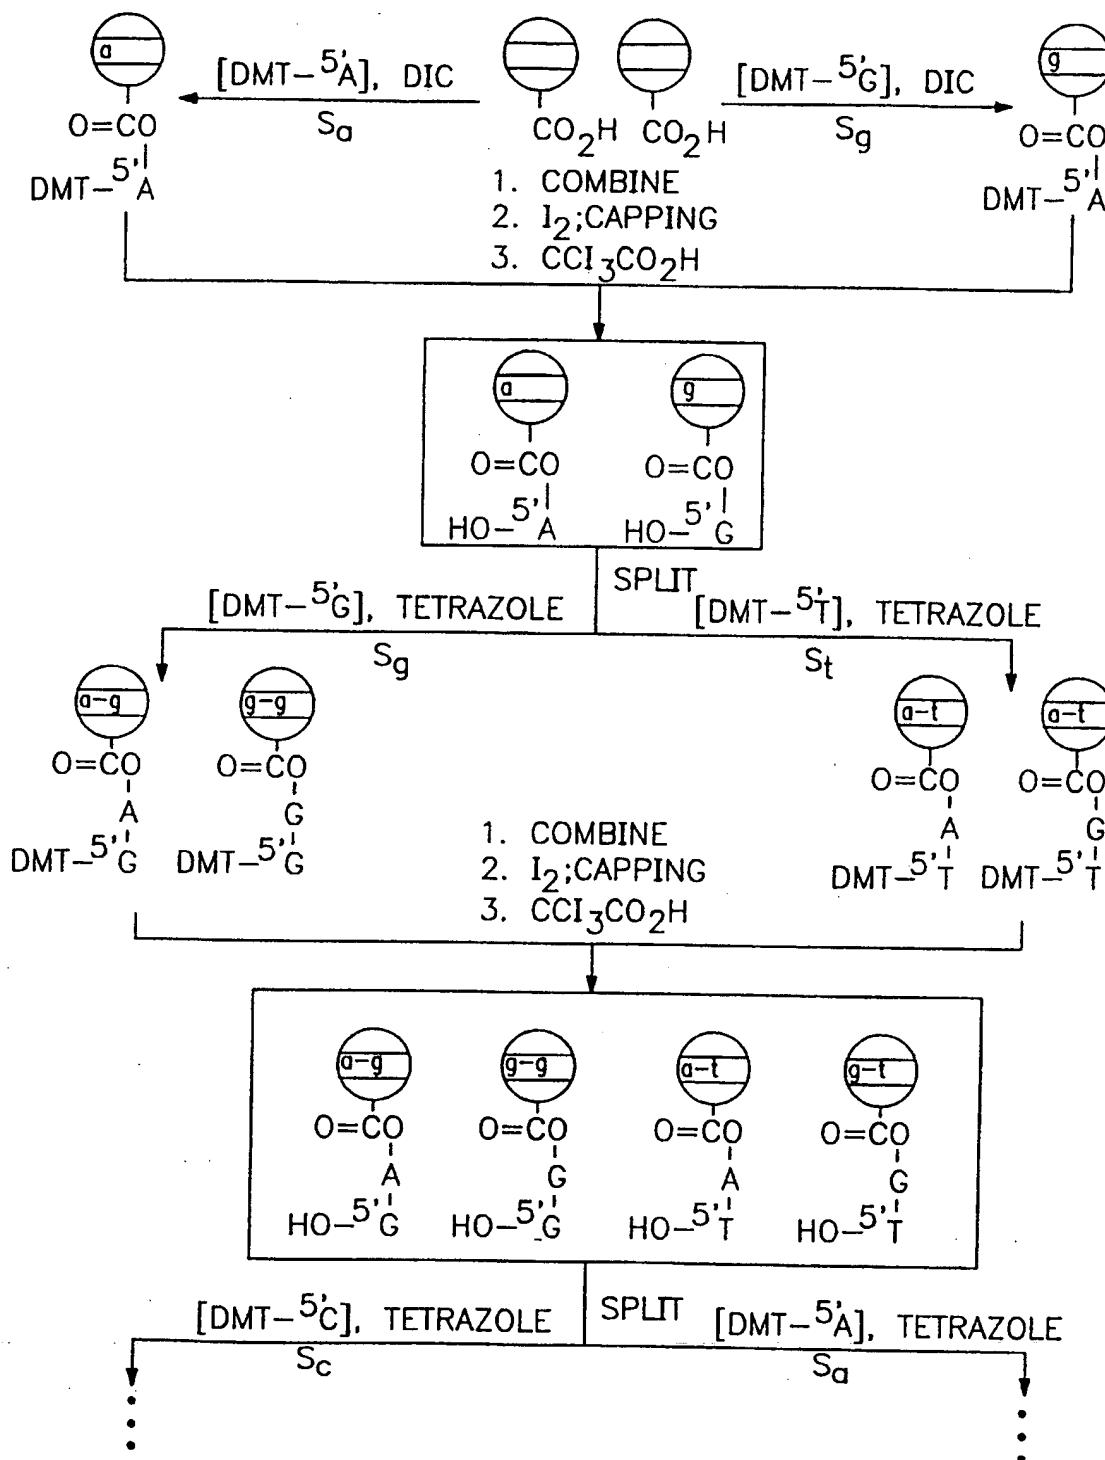 a
g
[DMT-5'A], DIC
[DMT-5'G], DIC
Sa
Sg
CO2H
CO2H
O=CO
O=CO
DMT-5'A
DMT-5'A
1. COMBINE
2. I2;CAPPING
3. CCl3CO2H
a
g
O=CO
O=CO
HO-5'A
HO-5'G
SPLIT
[DMT-5'G], TETRAZOLE
[DMT-5'T], TETRAZOLE
Sg
St
a-g
g-g
a-t
a-t
O=CO
O=CO
O=CO
O=CO
A
G
A
G
DMT-5'G
DMT-5'G
DMT-5'T
DMT-5'T
1. COMBINE
2. I2;CAPPING
3. CCl3CO2H
a-g
g-g
a-t
g-t
O=CO
O=CO
O=CO
O=CO
A
G
A
G
HO-5'G
HO-5'G
HO-5'T
HO-5'T
SPLIT
[DMT-5'C], TETRAZOLE
[DMT-5'A], TETRAZOLE
Sc
Sa